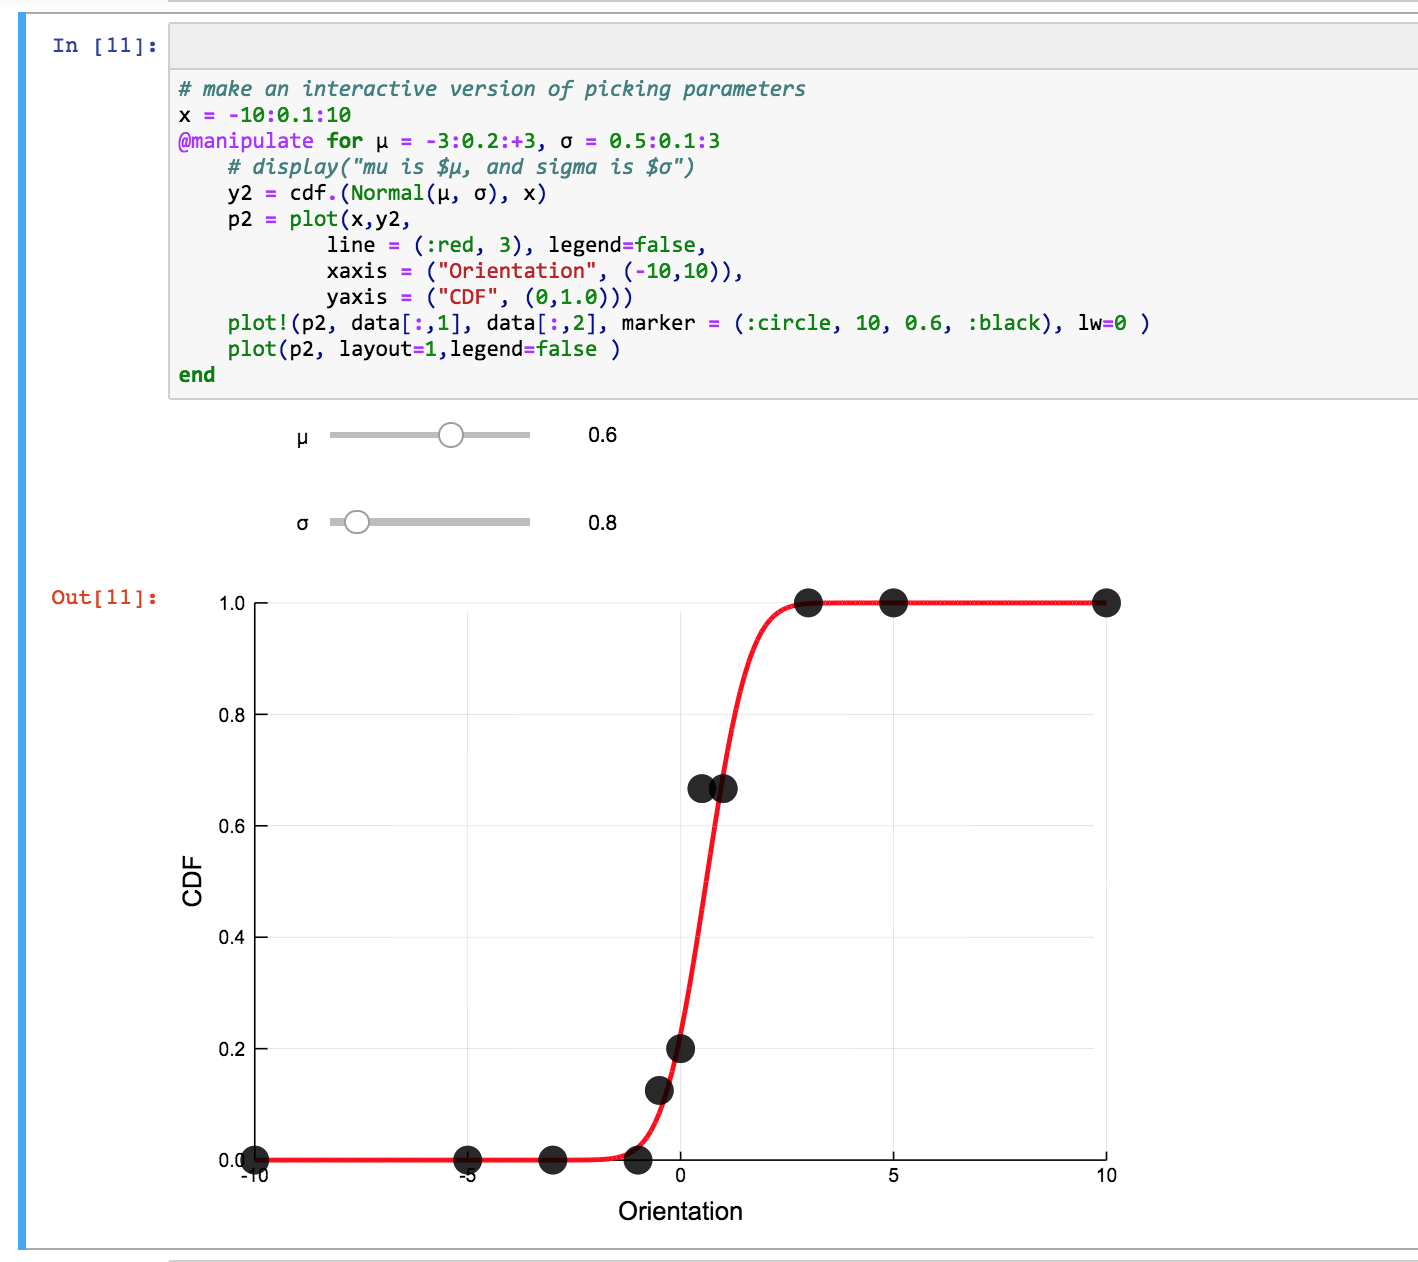 In [11]:
# make an interactive version of picking parameters
x = -10:0.1:10
@manipulate for μ = -3:0.2:+3, σ = 0.5:0.1:3
    # display("mu is $μ, and sigma is $σ")
    y2 = cdf.(Normal(μ, σ), x)
    p2 = plot(x,y2,
            line = (:red, 3), legend=false,
            xaxis = ("Orientation", (-10,10)),
            yaxis = ("CDF", (0,1.0)))
    plot!(p2, data[:,1], data[:,2], marker = (:circle, 10, 0.6, :black), lw=0 )
    plot(p2, layout=1,legend=false )
end
μ 0.6
σ 0.8
Out[11]:
1.0
0.8
0.6
0.4
0.2
0.0
CDF
-10 -5 0 5 10
Orientation